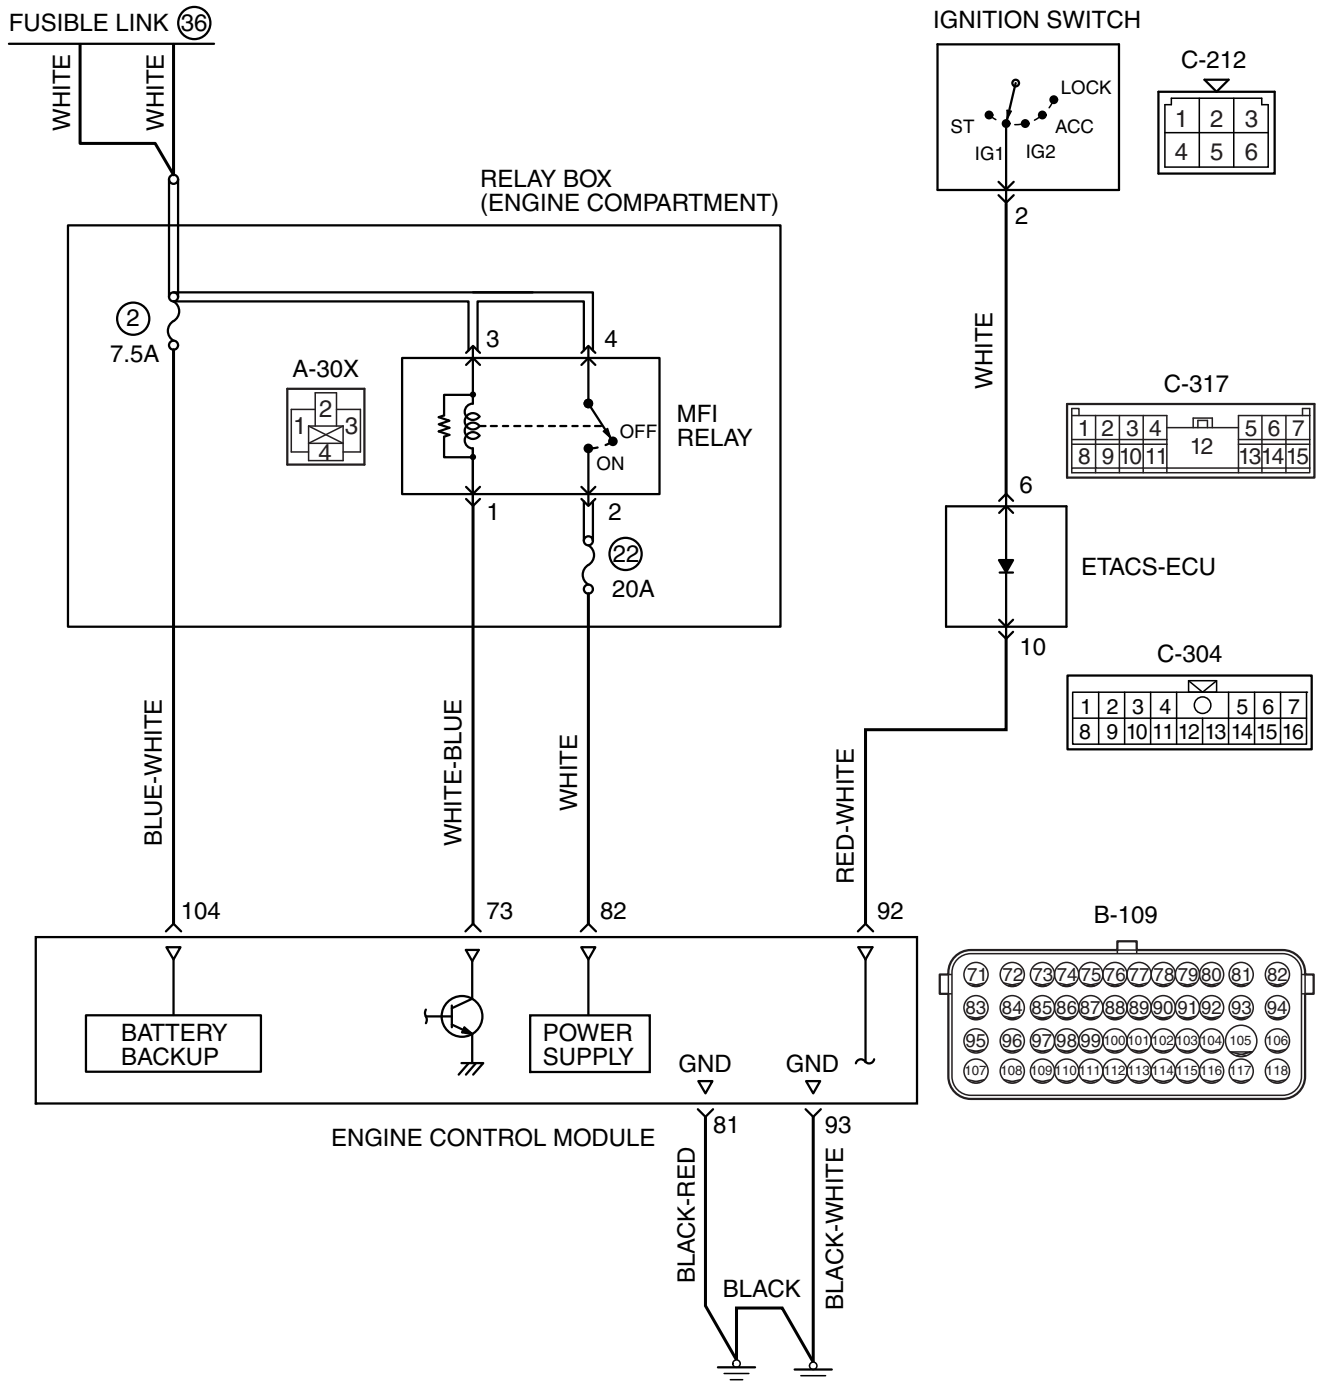 FUSIBLE LINK 36
WHITE
WHITE
IGNITION SWITCH
LOCK
ST
ACC
IG1
IG2
2
C-212
1 2 3
4 5 6
RELAY BOX
(ENGINE COMPARTMENT)
2
7.5A
A-30X
2
1 3
4
3
4
OFF
ON
MFI
RELAY
1
2
22
20A
WHITE
C-317
1 2 3 4 5 6 7
12
8 9 10 11 13 14 15
6
ETACS-ECU
10
C-304
1 2 3 4 5 6 7
8 9 10 11 12 13 14 15 16
BLUE-WHITE
WHITE-BLUE
WHITE
RED-WHITE
104
73
82
92
BATTERY
BACKUP
POWER
SUPPLY
GND
GND
B-109
71 72 73 74 75 76 77 78 79 80 81 82
83 84 85 86 87 88 89 90 91 92 93 94
95 96 97 98 99 100 101 102 103 104 105 106
107 108 109 110 111 112 113 114 115 116 117 118
ENGINE CONTROL MODULE
81
93
BLACK-RED
BLACK-WHITE
BLACK